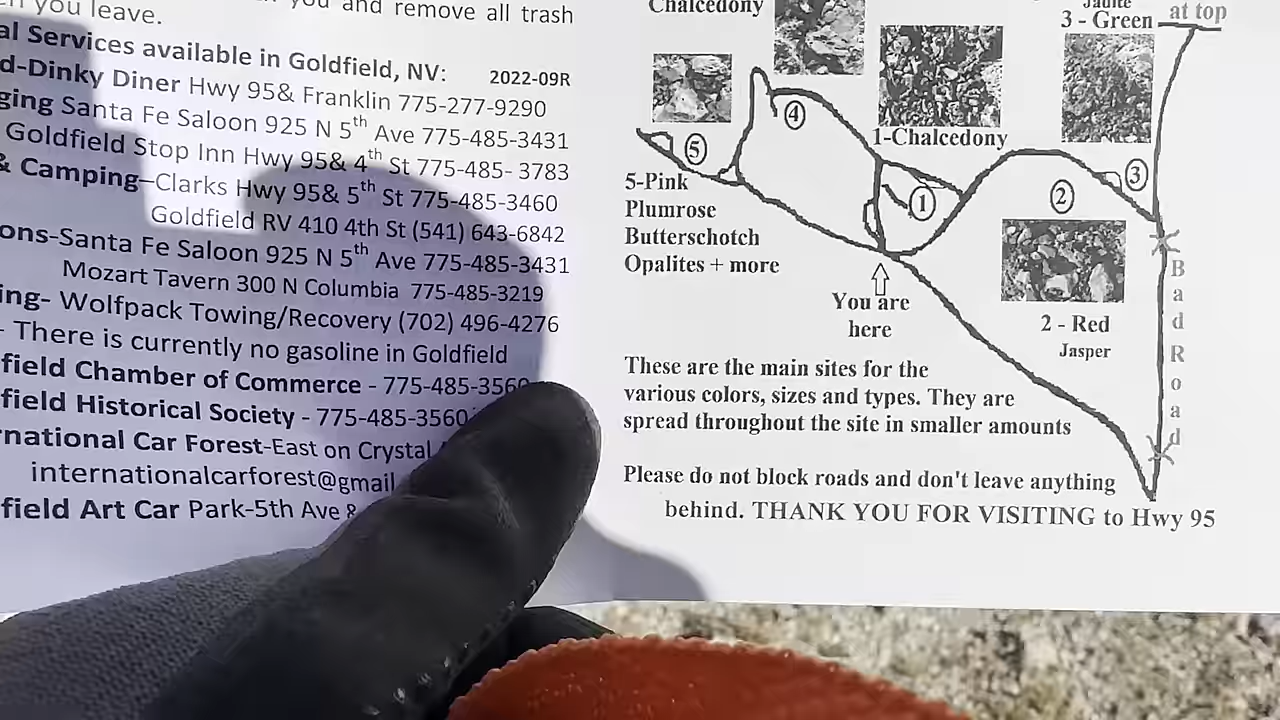 you leave.
you and remove all trash
al Services available in Goldfield, NV: 2022-09R
d-Dinky Diner Hwy 95& Franklin 775-277-9290
ging Santa Fe Saloon 925 N 5th Ave 775-485-3431
Goldfield Stop Inn Hwy 95& 4th St 775-485- 3783
& Camping–Clarks Hwy 95& 5th St 775-485-3460
Goldfield RV 410 4th St (541) 643-6842
ons-Santa Fe Saloon 925 N 5th Ave 775-485-3431
Mozart Tavern 300 N Columbia 775-485-3219
ing- Wolfpack Towing/Recovery (702) 496-4276
- There is currently no gasoline in Goldfield
field Chamber of Commerce - 775-485-3560
field Historical Society - 775-485-3560
rnational Car Forest-East on Crystal
internationalcarforest@gmail
field Art Car Park-5th Ave &
Chalcedony
3 - Green
at top
4
1-Chalcedony
5
3
1
2
5-Pink
Plumrose
Butterschotch
Opalites + more
You are
here
2 - Red
Jasper
Bad Road
These are the main sites for the
various colors, sizes and types. They are
spread throughout the site in smaller amounts
Please do not block roads and don't leave anything
behind. THANK YOU FOR VISITING to Hwy 95